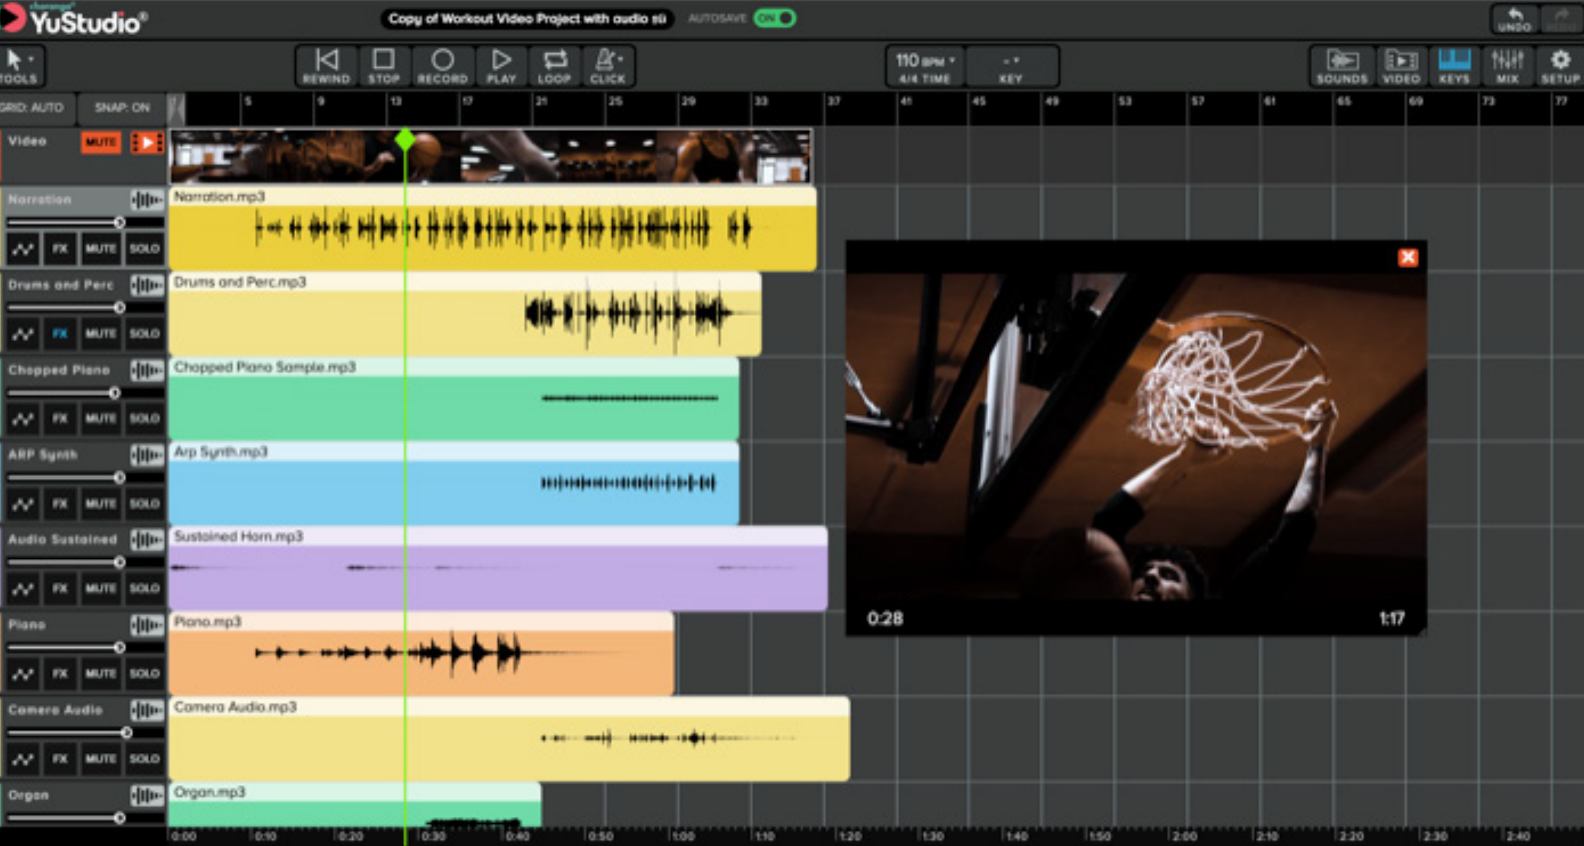 charanga
YuStudio
Copy of Workout Video Project with audio su
AUTOSAVE ON
UNDO
TOOLS
REWIND STOP RECORD PLAY LOOP CLICK
110 BPM
4/4 TIME
- KEY
SOUNDS VIDEO KEYS MIX SETUP
GRID: AUTO SNAP: ON
5 9 13 17 21 25 29 33 37 41 45 49 53 57 61 65 69 73 77
Video MUTE
Narration
Narration.mp3
FX MUTE SOLO
Drums and Perc
Drums and Perc.mp3
FX MUTE SOLO
Chopped Piano
Chopped Piano Sample.mp3
FX MUTE SOLO
ARP Synth
Arp Synth.mp3
FX MUTE SOLO
Audio Sustained
Sustained Horn.mp3
FX MUTE SOLO
Piano
Piano.mp3
FX MUTE SOLO
Camera Audio
Camera Audio.mp3
FX MUTE SOLO
Organ
Organ.mp3
0:28 1:17
0:00 0:10 0:20 0:30 0:40 0:50 1:00 1:10 1:20 1:30 1:40 1:50 2:00 2:10 2:20 2:30 2:40